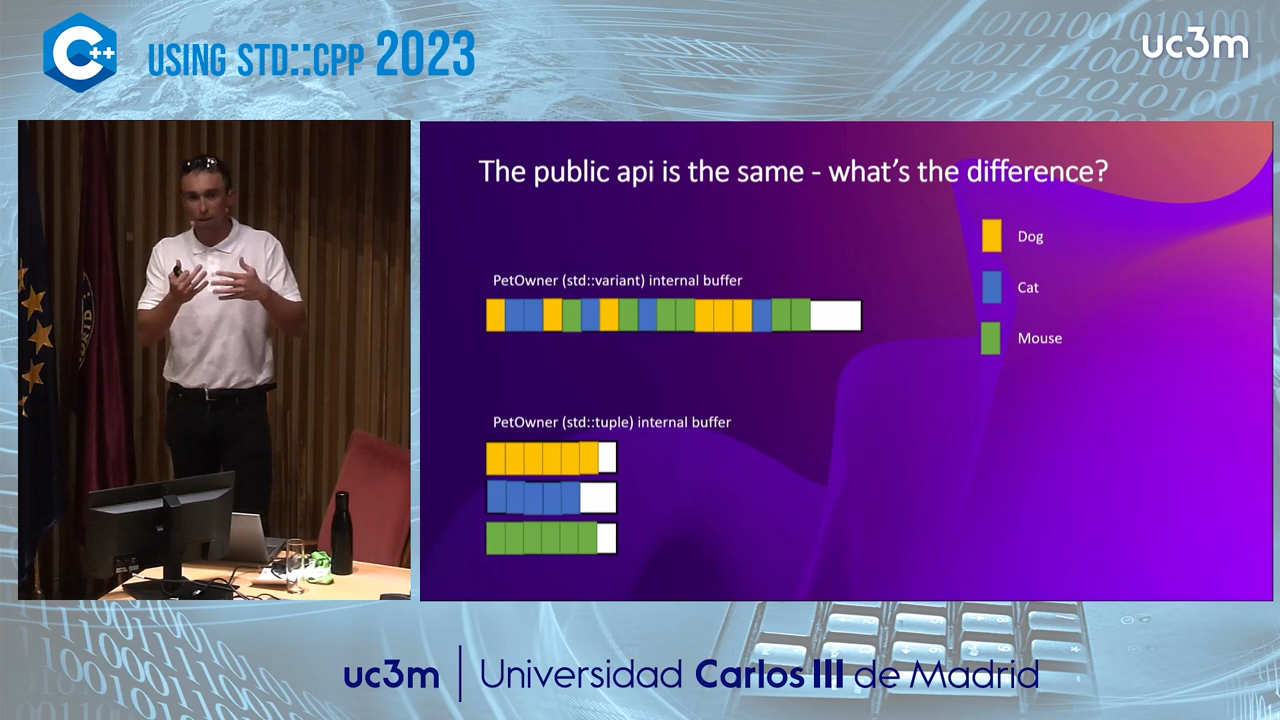 C++
USING STD::CPP 2023
uc3m
The public api is the same - what's the difference?
Dog
PetOwner (std::variant) internal buffer
Cat
Mouse
PetOwner (std::tuple) internal buffer
uc3m | Universidad Carlos III de Madrid